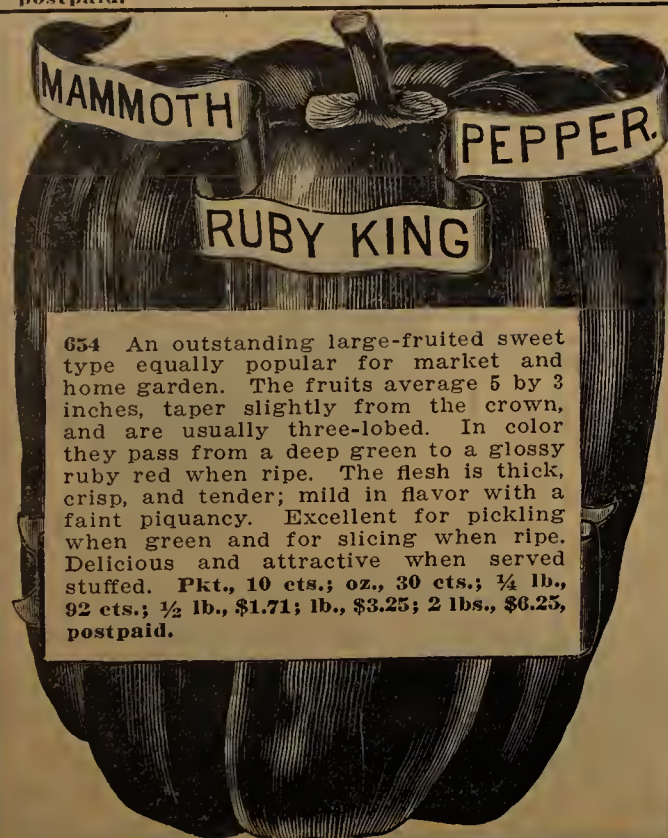 postpaid.
MAMMOTH
PEPPER.
RUBY KING
654 An outstanding large-fruited sweet
type equally popular for market and
home garden. The fruits average 5 by 3
inches, taper slightly from the crown,
and are usually three-lobed. In color
they pass from a deep green to a glossy
ruby red when ripe. The flesh is thick,
crisp, and tender; mild in flavor with a
faint piquancy. Excellent for pickling
when green and for slicing when ripe.
Delicious and attractive when served
stuffed. Pkt., 10 cts.; oz., 30 cts.; ¼ lb.,
92 cts.; ½ lb., $1.71; lb., $3.25; 2 lbs., $6.25,
postpaid.